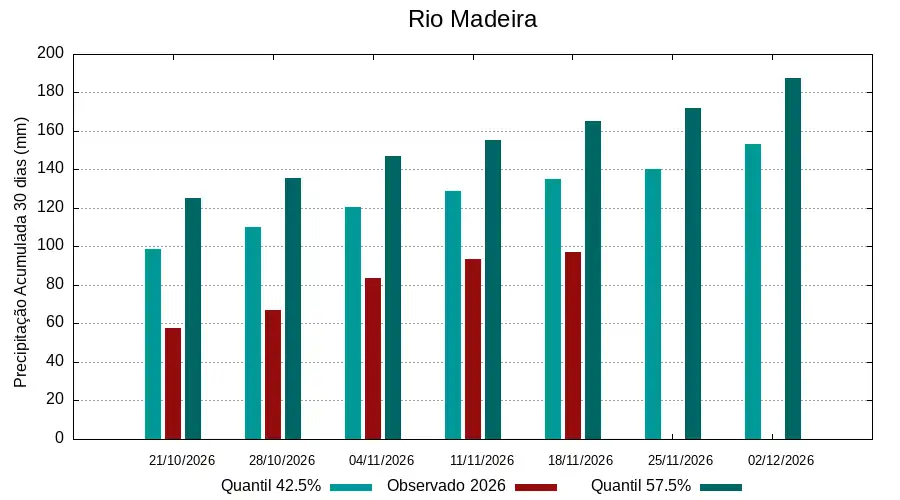 Rio Madeira
Precipitação Acumulada 30 dias (mm)
200
180
160
140
120
100
80
60
40
20
0
21/10/2026 28/10/2026 04/11/2026 11/11/2026 18/11/2026 25/11/2026 02/12/2026
Quantil 42.5% Observado 2026 Quantil 57.5%